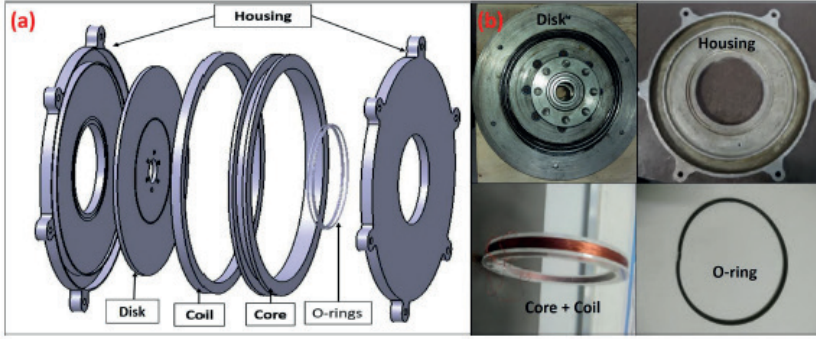 (a)
Housing
Disk
Coil
Core
O-rings
(b)
Disk
Housing
Core + Coil
O-ring